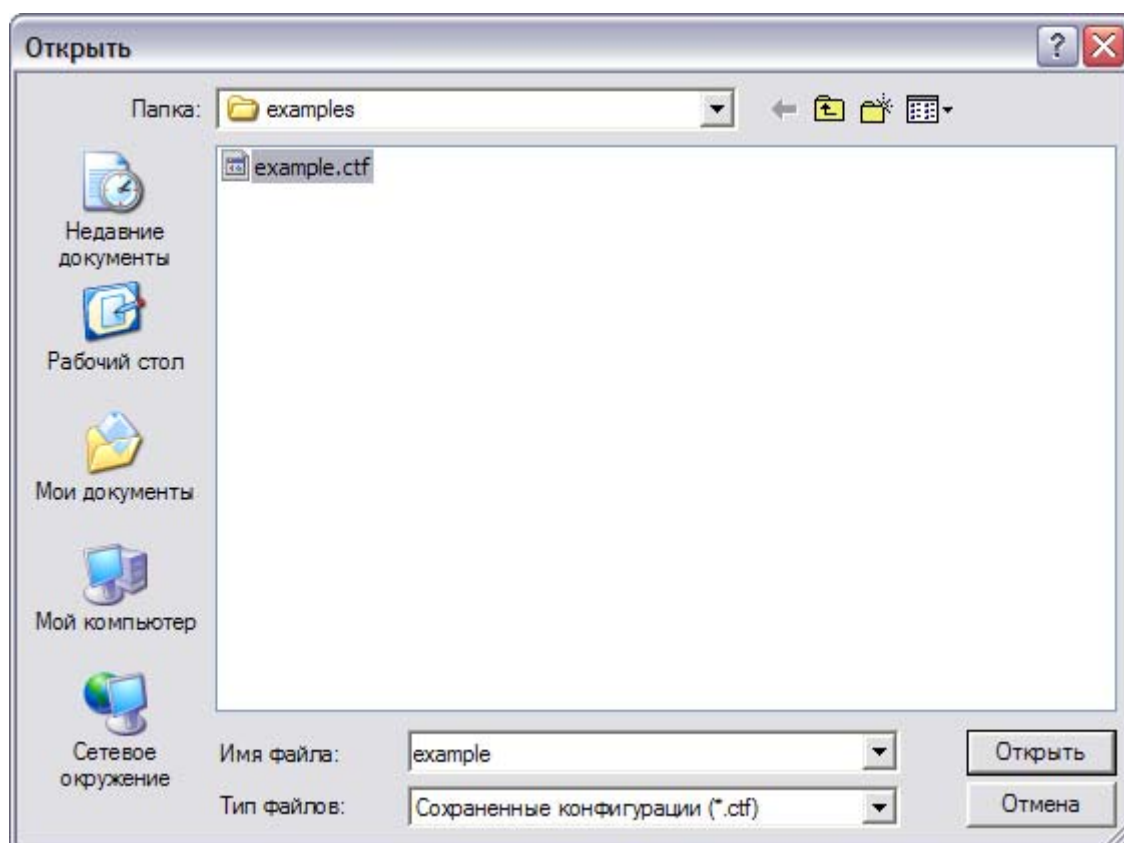 Открыть
Папка:
examples
example.ctf
Недавние
документы
Рабочий стол
Мои документы
Мой компьютер
Сетевое
окружение
Имя файла:
example
Открыть
Тип файлов:
Сохраненные конфигурации (*.ctf)
Отмена